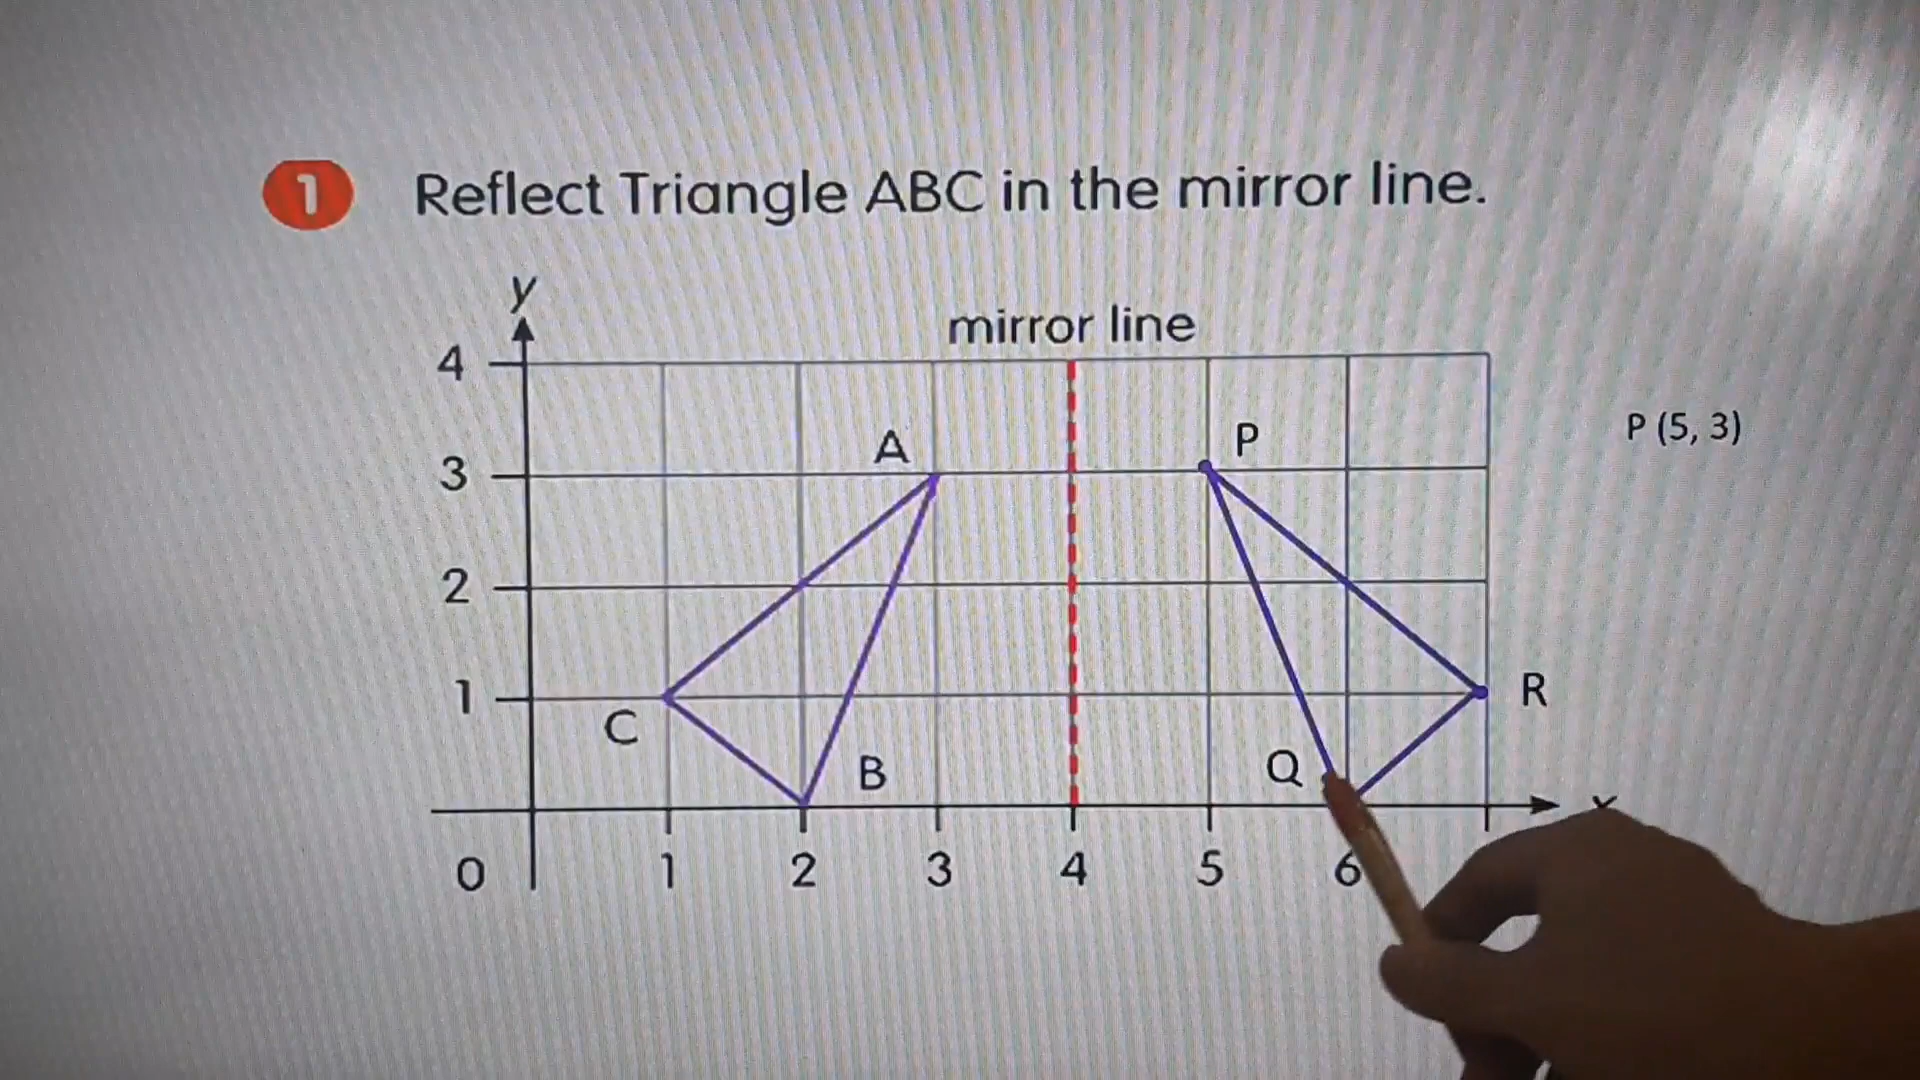 1 Reflect Triangle ABC in the mirror line.
y
mirror line
4
A
P
P (5, 3)
3
2
1
R
C
B
Q
x
0 1 2 3 4 5 6